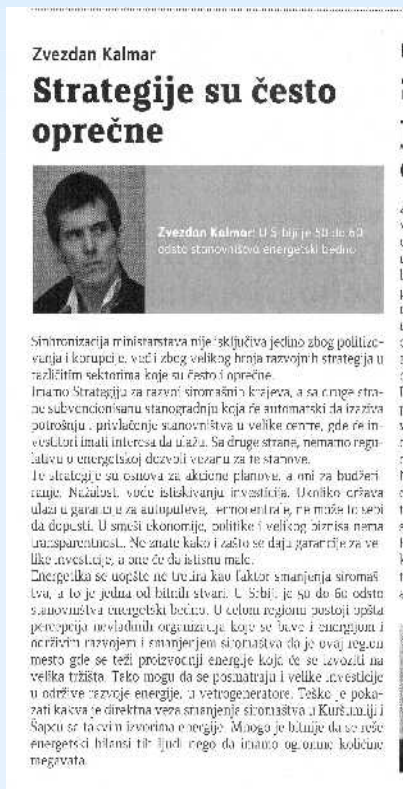 Zvezdan Kalmar
Strategije su često
oprečne
Zvezdan Kalmar: U Srbiji je 50 do 60
odsto stanovništva energetski bedno
Sinhronizacija ministarstava nije isključiva jedino zbog politizo-
vanja i korupcije, već i zbog velikog broja razvojnih strategija u
različitim sektorima koje su često i oprečne.
Imamo Strategiju za razvoj siromašnih krajeva, a sa druge stra-
ne subvencionisanu stanogradnju koja će automatski da izaziva
potrošnju, privlačenje stanovništva u velike centre, gde će in-
vestitori imati interesa da ulažu. Sa druge strane, nemamo regu-
lativu o energetskoj dozvoli vezanu za te stanove.
Te strategije su osnova za akcione planove, a oni za budžeti-
ranje. Nažalost, vode istiskivanju investicija. Ukoliko država
ulazi u garancije za autoputeve, termocentrale, ne može to sebi
da dopusti. U smeši ekonomije, politike i velikog biznisa nema
transparentnosti. Ne znate kako i zašto se daju garancije za ve-
like investicije, a one će da istisnu male.
Energetika se uopšte ne tretira kao faktor smanjenja siromaš-
tva, a to je jedna od bitnih stvari. U Srbiji je 50 do 60 odsto
stanovništva energetski bedno. U celom regionu postoji opšta
percepcija nevladinih organizacija koje se bave i energijom i
održivim razvojem i smanjenjem siromaštva da je ovaj region
mesto gde se teži proizvodnji energije koja će se izvoziti na
velika tržišta. Tako mogu da se posmatraju i velike investicije
u održive razvoje energije, u vetrogeneratore. Teško je poka-
zati kakva je direktna veza smanjenja siromaštva u Kuršumliji i
Šapcu sa takvim izvorima energije. Mnogo je bitnije da se reše
energetski bilansi tih ljudi nego da imamo ogromne količine
megavata.